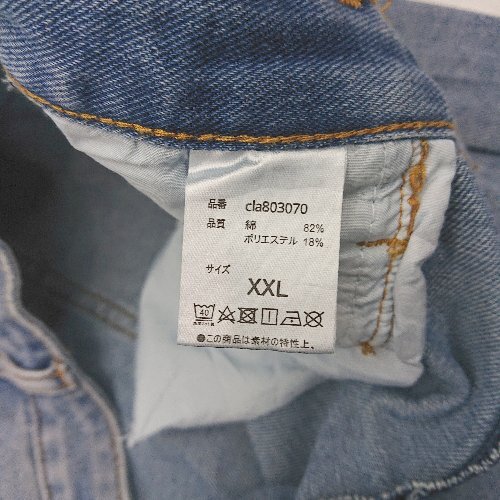 品番 cla803070
品質 綿 82%
ポリエステル 18%
サイズ
XXL
40
●この商品は素材の特性上、